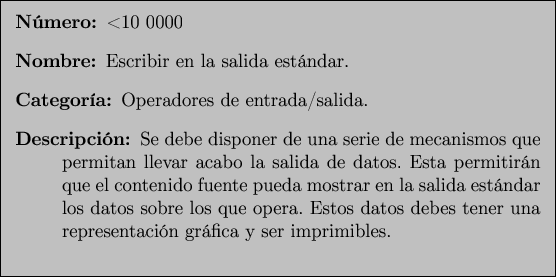 Número: <10 0000
Nombre: Escribir en la salida estándar.
Categoría: Operadores de entrada/salida.
Descripción: Se debe disponer de una serie de mecanismos que
permitan llevar acabo la salida de datos. Esta permitirán
que el contenido fuente pueda mostrar en la salida estándar
los datos sobre los que opera. Estos datos debes tener una
representación gráfica y ser imprimibles.